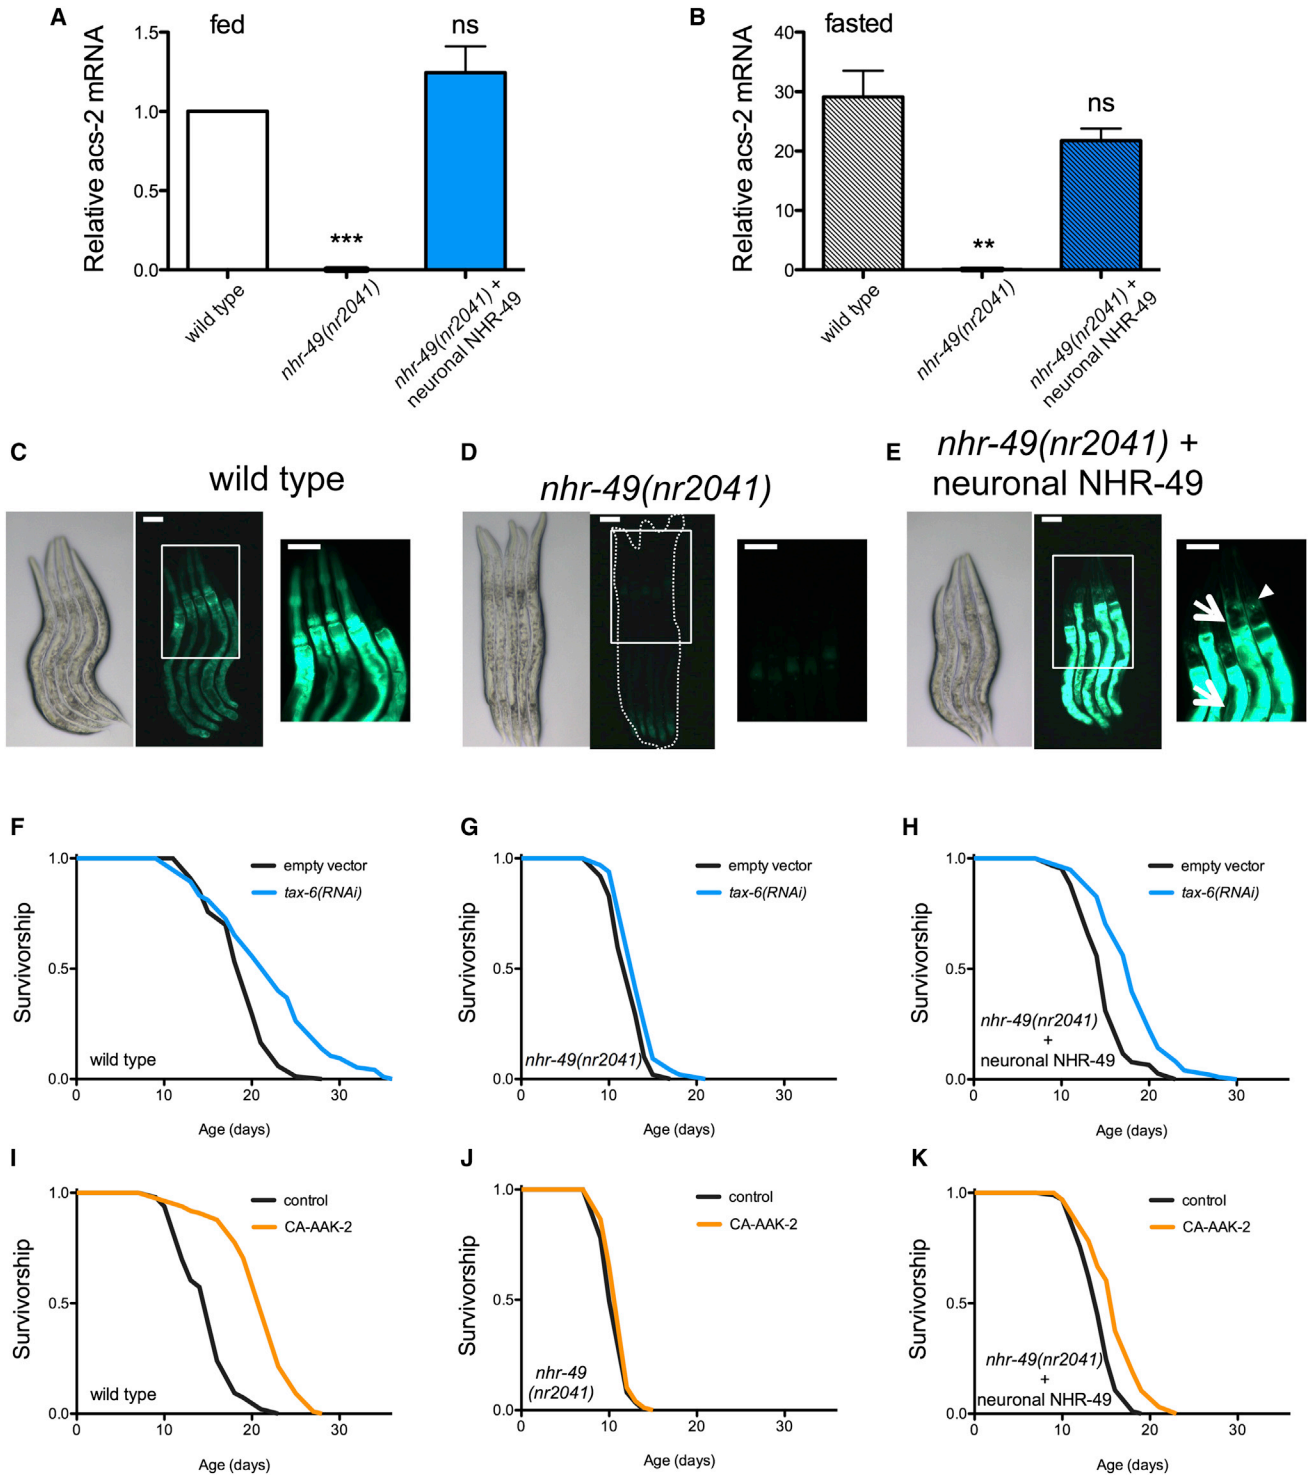 A
fed
ns
***
Relative acs-2 mRNA
1.5
1.0
0.5
0.0
wild type
nhr-49(nr2041)
nhr-49(nr2041) +
neuronal NHR-49
B
fasted
ns
**
Relative acs-2 mRNA
40
30
20
10
0
wild type
nhr-49(nr2041)
nhr-49(nr2041) +
neuronal NHR-49
C
wild type
D
nhr-49(nr2041)
E
nhr-49(nr2041) +
neuronal NHR-49
F
Survivorship
1.0
0.5
0.0
empty vector
tax-6(RNAi)
wild type
0
10
20
30
Age (days)
G
Survivorship
1.0
0.5
0.0
empty vector
tax-6(RNAi)
nhr-49(nr2041)
0
10
20
30
Age (days)
H
Survivorship
1.0
0.5
0.0
empty vector
tax-6(RNAi)
nhr-49(nr2041)
+
neuronal NHR-49
0
10
20
30
Age (days)
I
Survivorship
1.0
0.5
0.0
control
CA-AAK-2
wild type
0
10
20
30
Age (days)
J
Survivorship
1.0
0.5
0.0
control
CA-AAK-2
nhr-49
(nr2041)
0
10
20
30
Age (days)
K
Survivorship
1.0
0.5
0.0
control
CA-AAK-2
nhr-49(nr2041)
+
neuronal NHR-49
0
10
20
30
Age (days)